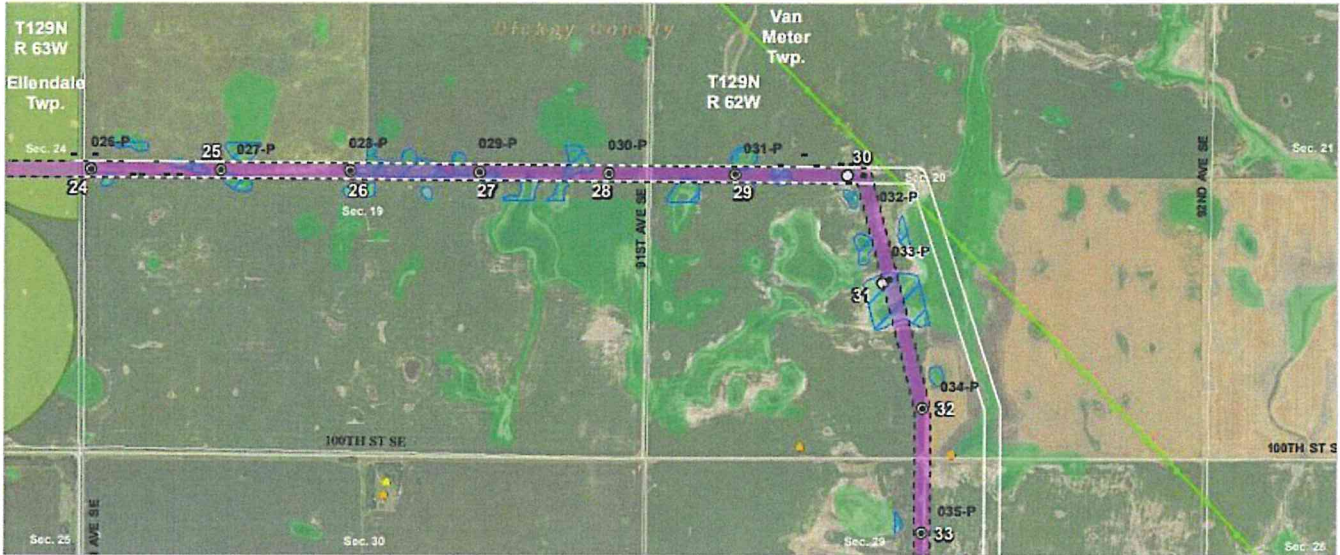 T129N
R 63W
Ellendale
Twp.
Dickey County
Van
Meter
Twp.
T129N
R 62W
Sec. 24
026-P
25
027-P
028-P
029-P
030-P
031-P
30
Sec. 21
24
26
27
28
29
Sec. 20
Sec. 19
032-P
91ST AVE SE
92ND AVE SE
033-P
31
034-P
32
100TH ST SE
100TH ST S
035-P
33
AVE SE
Sec. 25
Sec. 30
Sec. 29
Sec. 28